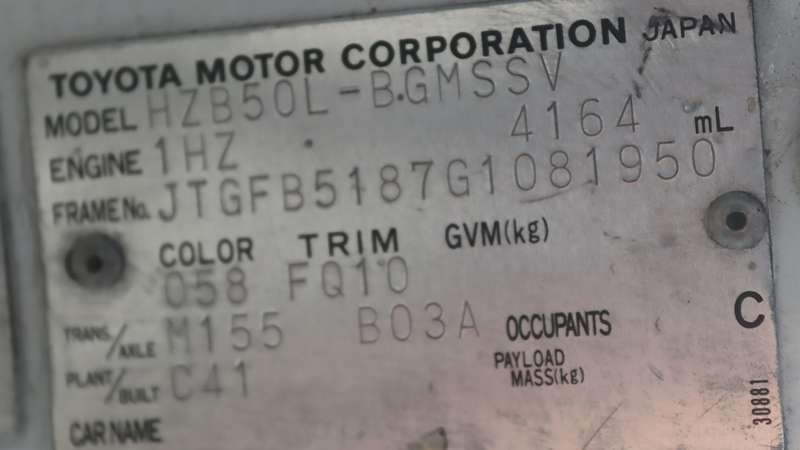 TOYOTA MOTOR CORPORATION JAPAN
MODEL HZB50L-BGMSSV
ENGINE 1HZ 4164 mL
FRAME No. JTGFB5187G1081950
COLOR TRIM GVM(kg)
058 FQ10
TRANS/AXLE M155 B03A OCCUPANTS
C
PLANT/BUILT C41 PAYLOAD MASS(kg)
CAR NAME
30881